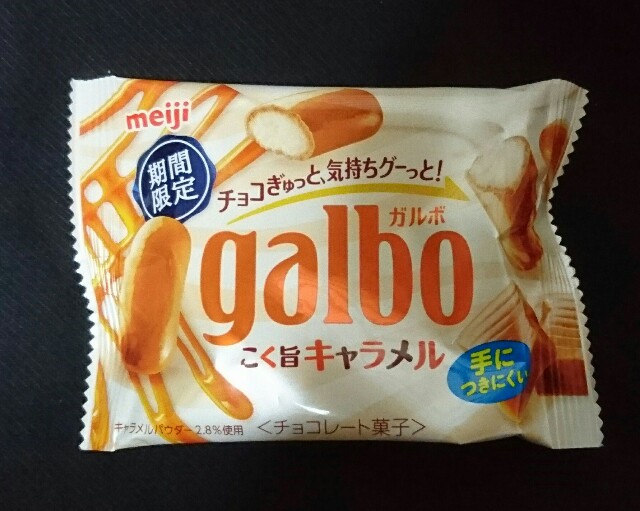 meiji
期間
限定
チョコぎゅっと、気持ちグーっと!
ガルボ
galbo
こく旨キャラメル
手に
つきにくい
キャラメルパウダー2.8%使用
<チョコレート菓子>